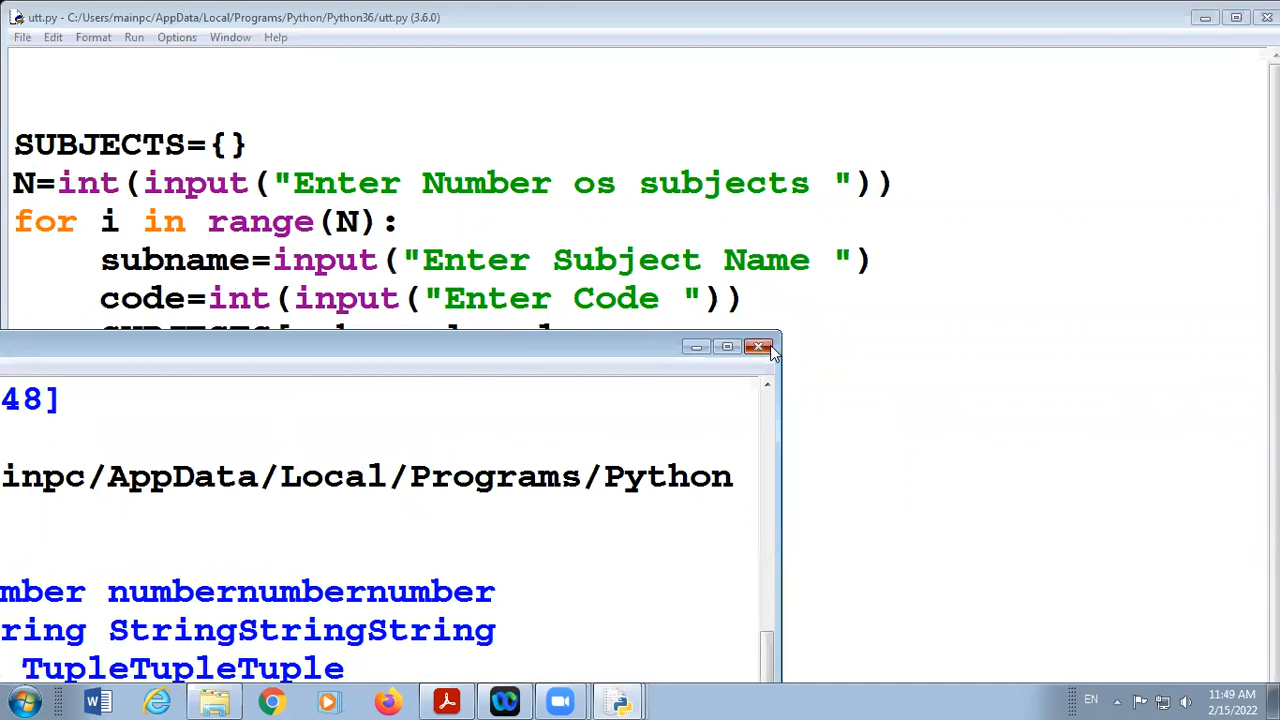 utt.py - C:/Users/mainpc/AppData/Local/Programs/Python/Python36/utt.py (3.6.0)
File Edit Format Run Options Window Help
SUBJECTS={}
N=int(input("Enter Number os subjects "))
for i in range(N):
    subname=input("Enter Subject Name ")
    code=int(input("Enter Code "))
48]
inpc/AppData/Local/Programs/Python
mber numbernumbernumber
ring StringStringString
TupleTupleTuple
EN
11:49 AM
2/15/2022